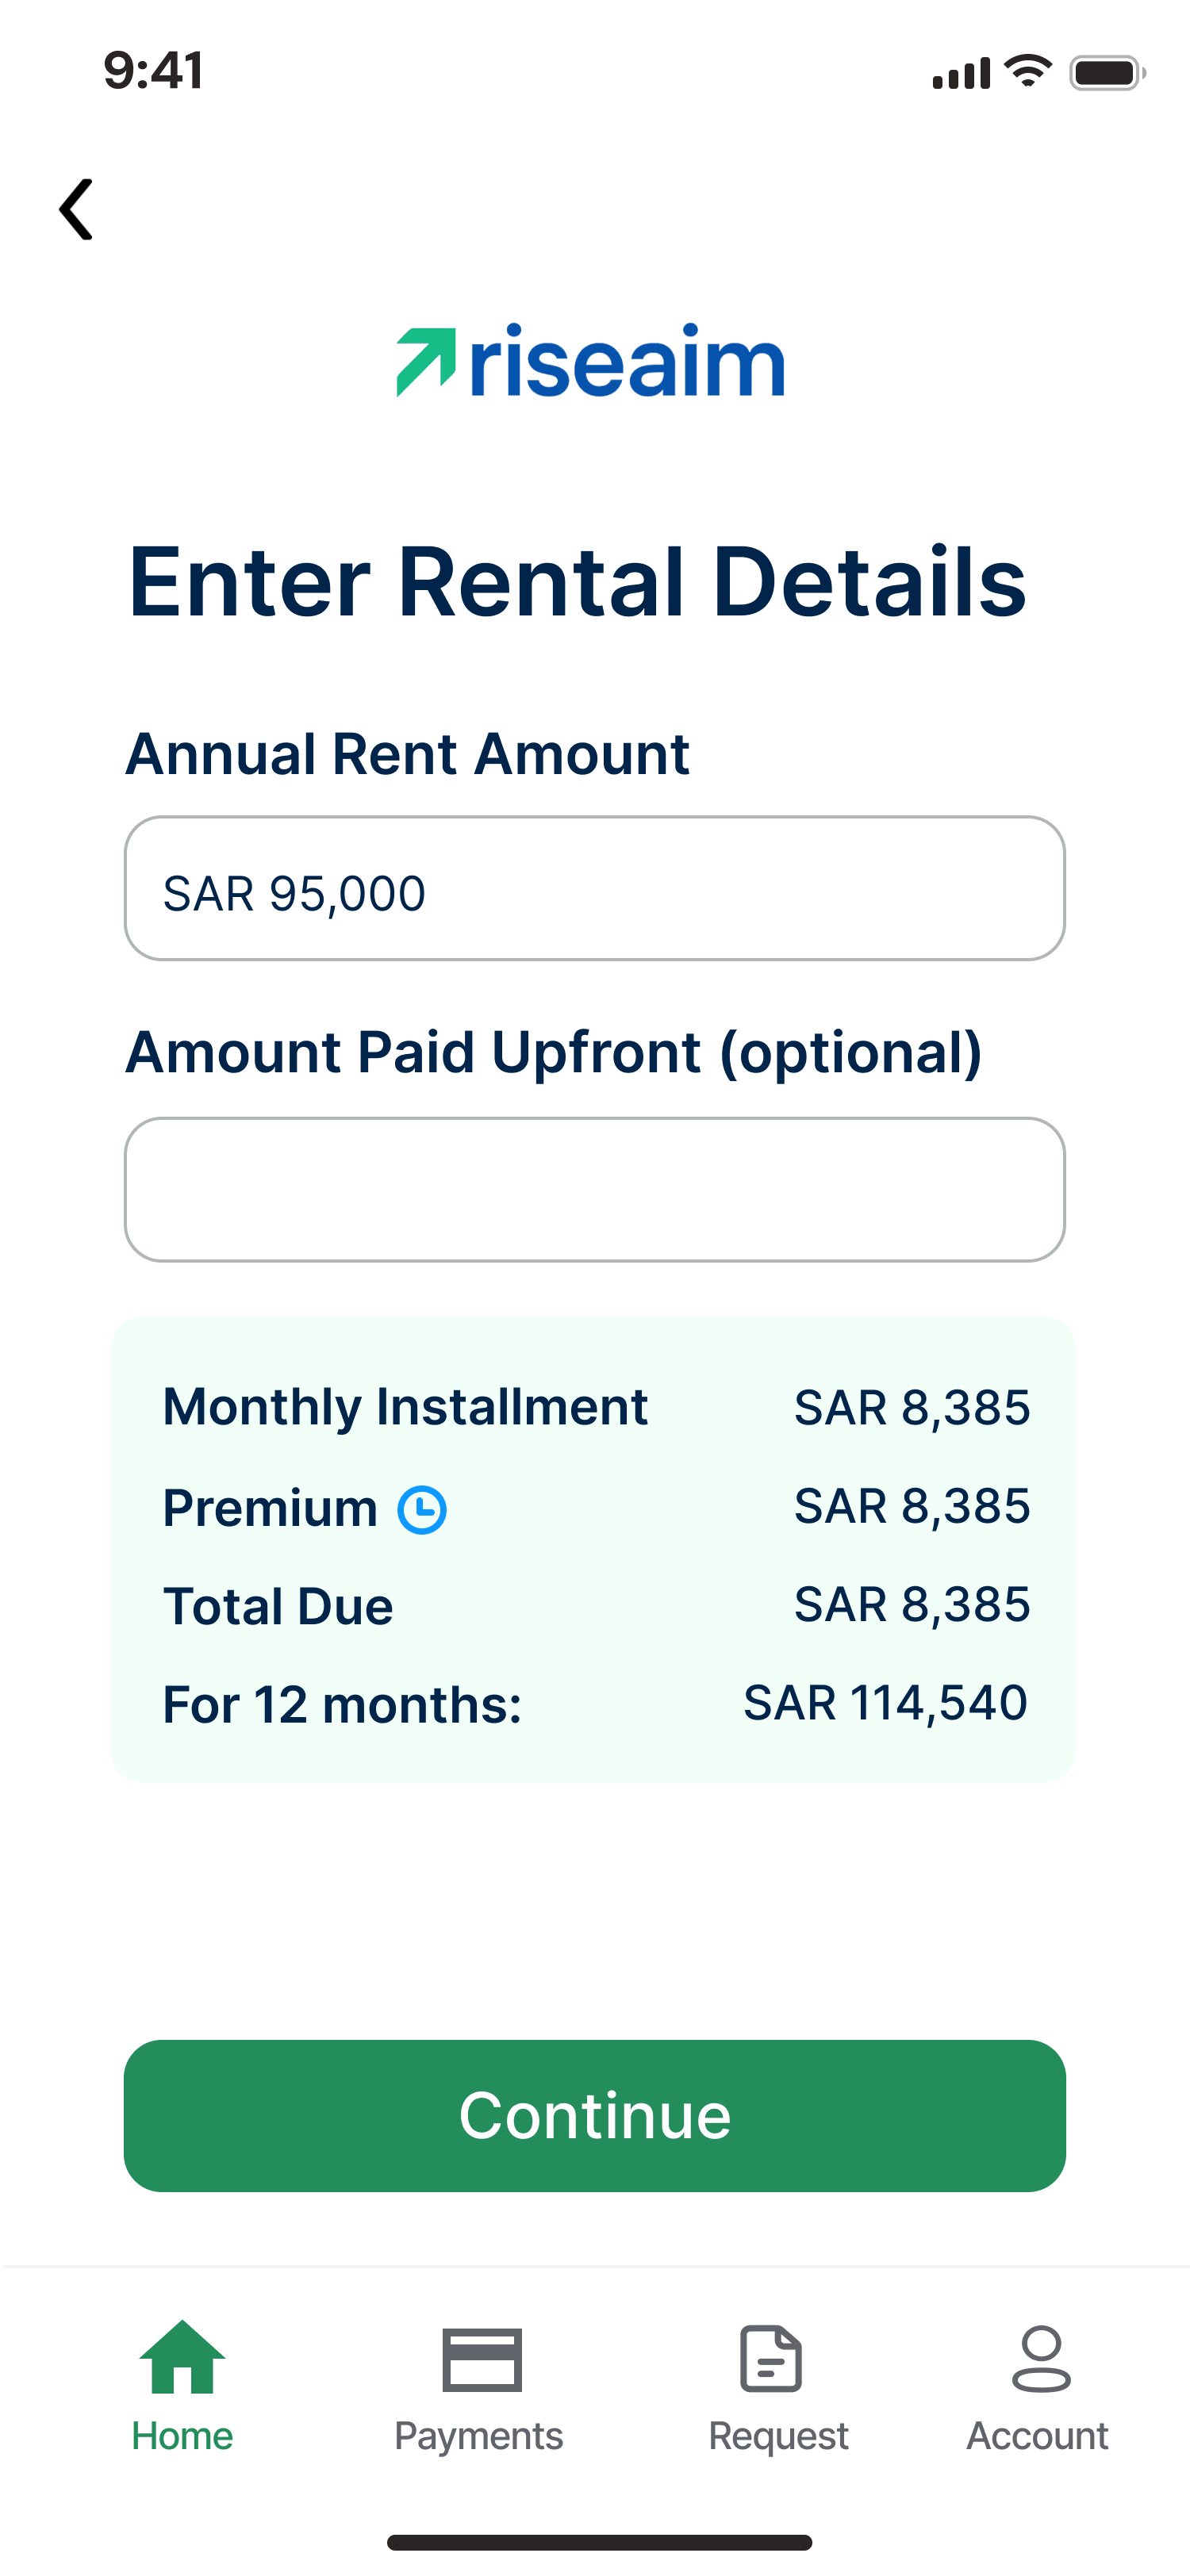 9:41
riseaim
Enter Rental Details
Annual Rent Amount
SAR 95,000
Amount Paid Upfront (optional)
Monthly Installment SAR 8,385
Premium SAR 8,385
Total Due SAR 8,385
For 12 months: SAR 114,540
Continue
Home Payments Request Account